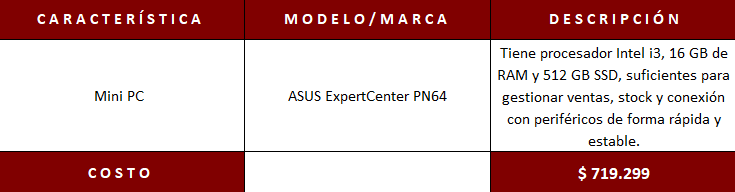 CARACTERÍSTICA MODELO/MARCA DESCRIPCIÓN
Mini PC
ASUS ExpertCenter PN64
Tiene procesador Intel i3, 16 GB de
RAM y 512 GB SSD, suficientes para
gestionar ventas, stock y conexión
con periféricos de forma rápida y
estable.
COSTO $ 719.299